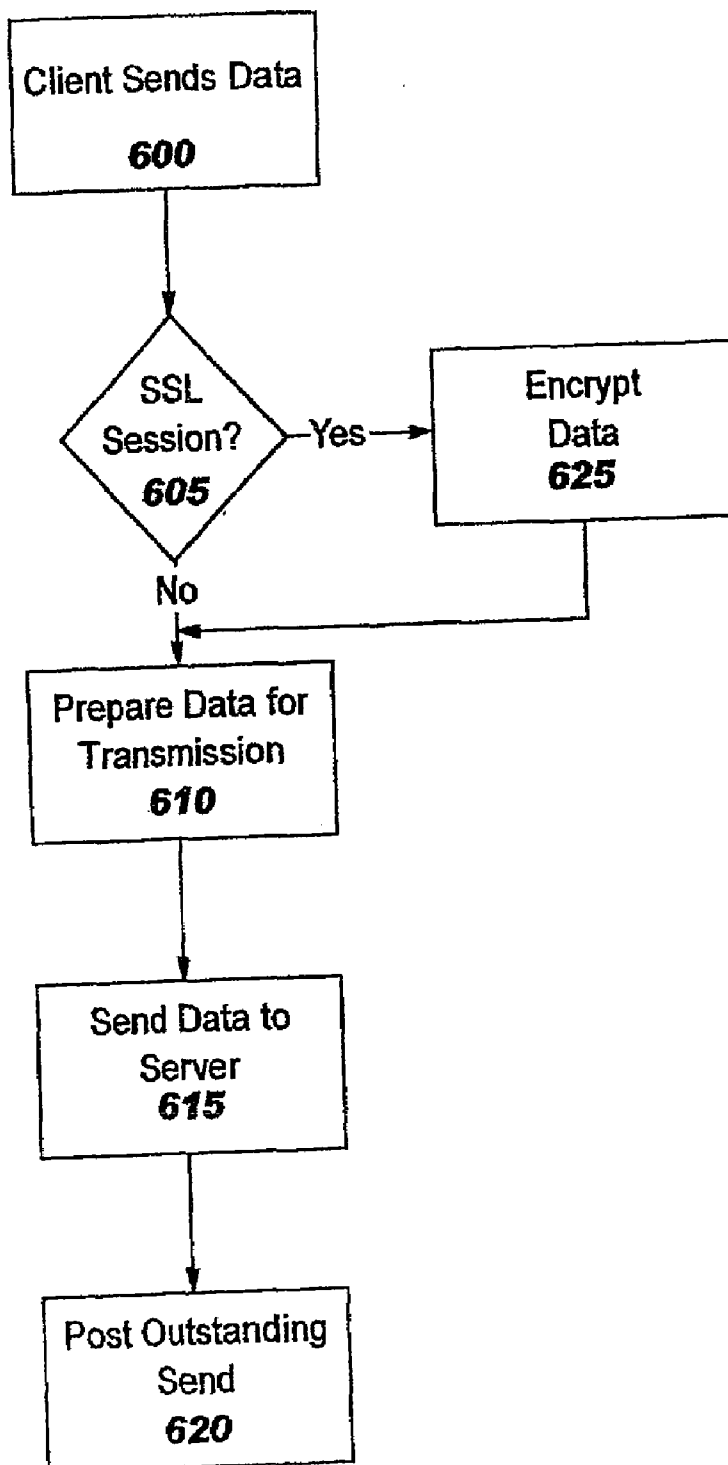 Client Sends Data
600
SSL
Session?
605
Yes
Encrypt
Data
625
No
Prepare Data for
Transmission
610
Send Data to
Server
615
Post Outstanding
Send
620